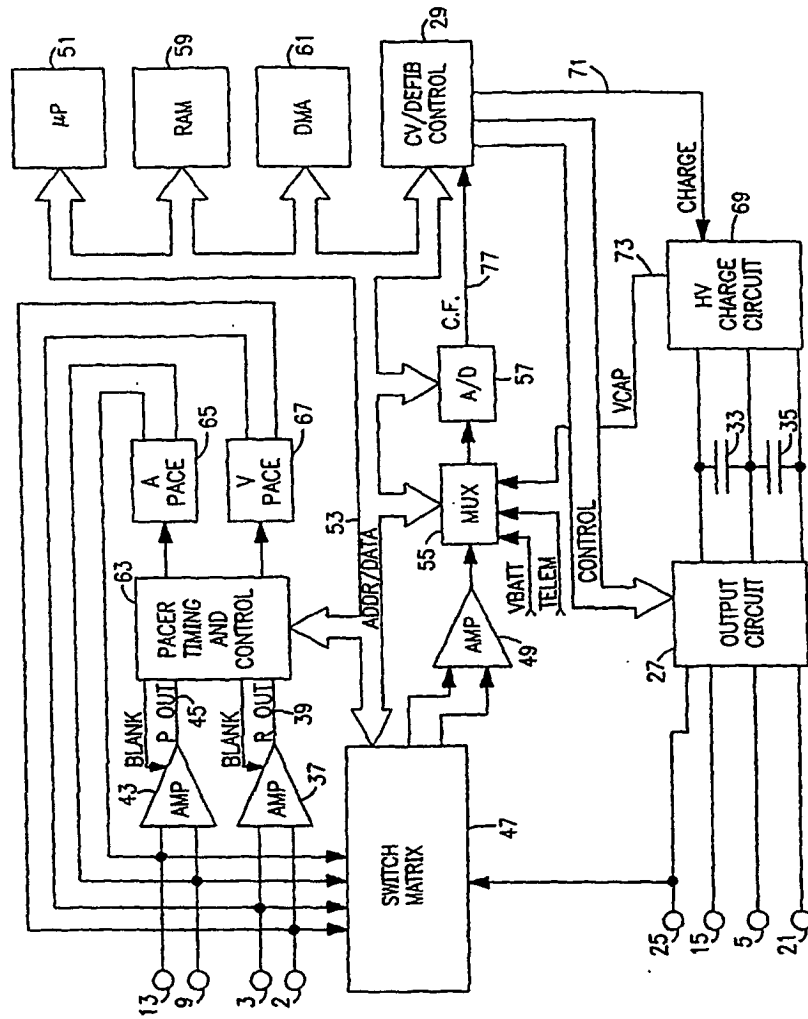 µP
51
RAM
59
DMA
61
CV/DEFIB
CONTROL
29
71
CHARGE
HV
CHARGE
CIRCUIT
69
73
VCAP
33
35
C.F.
77
A/D
57
MUX
55
VBATT
TELEM
CONTROL
AMP
49
OUTPUT
CIRCUIT
27
A
PACE
65
V
PACE
67
53
ADDR/DATA
63
PACER
TIMING
AND
CONTROL
BLANK
P OUT
45
BLANK
R OUT
39
43
AMP
AMP
37
SWITCH
MATRIX
47
13
9
3
2
25
15
5
21